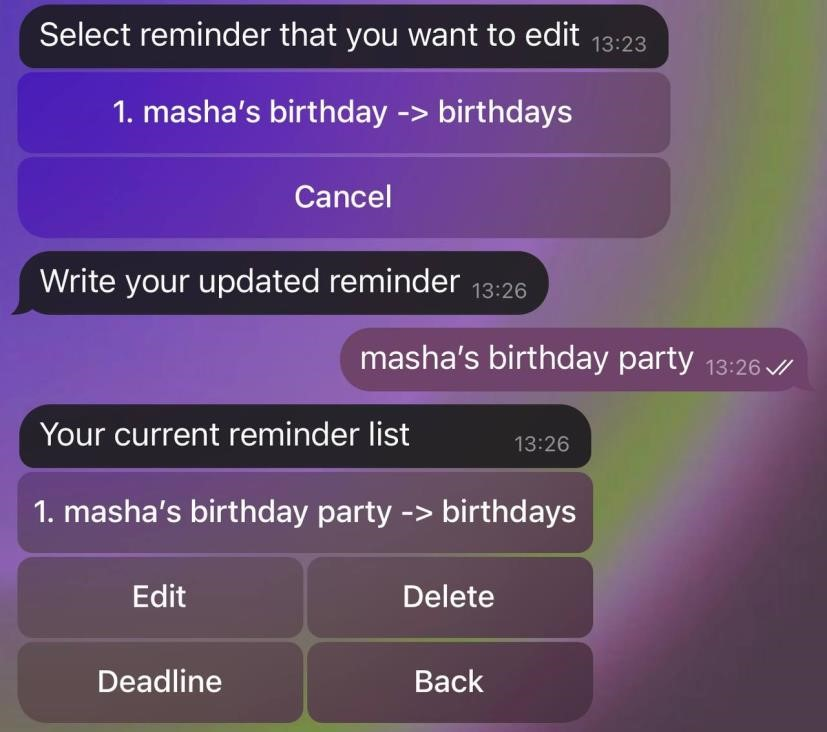 Select reminder that you want to edit 13:23
1. masha’s birthday -> birthdays
Cancel
Write your updated reminder 13:26
masha’s birthday party 13:26
Your current reminder list 13:26
1. masha’s birthday party -> birthdays
Edit Delete
Deadline Back